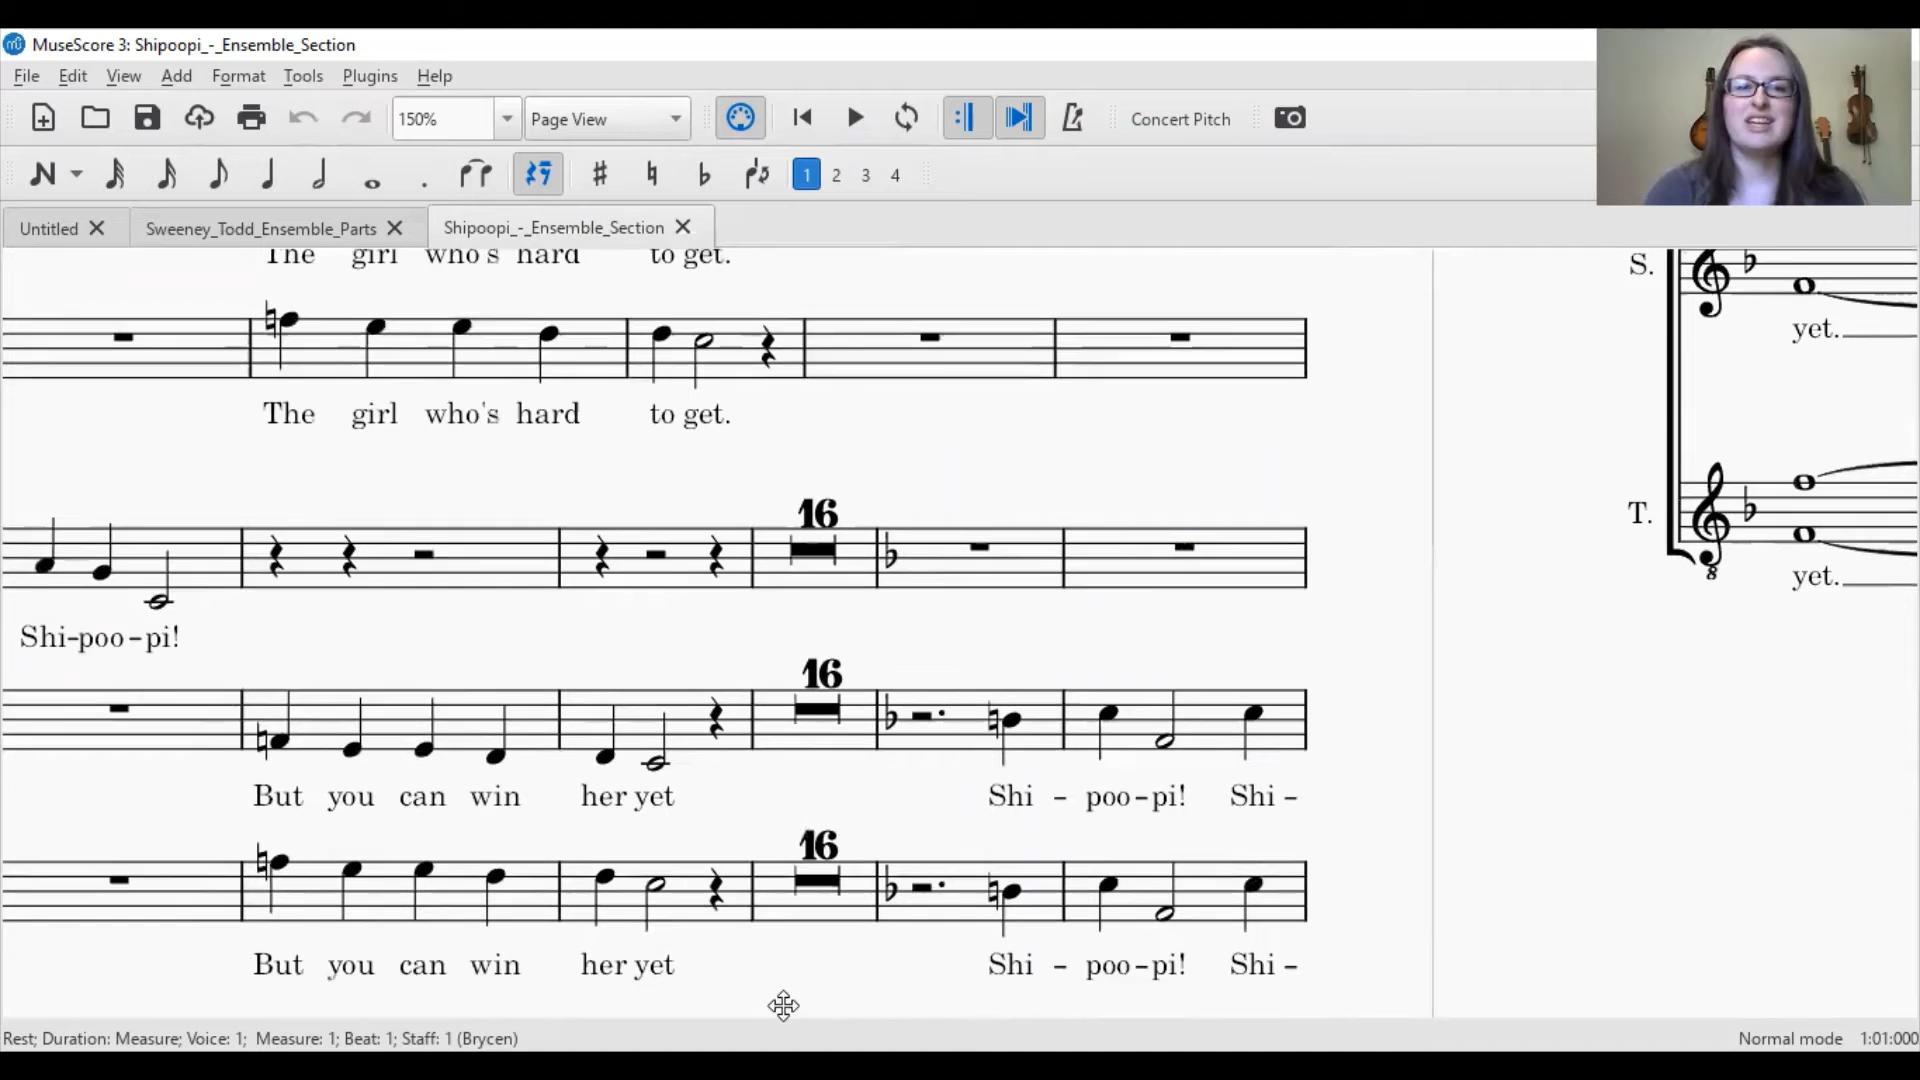 MuseScore 3: Shipoopi_-_Ensemble_Section
File Edit View Add Format Tools Plugins Help
150% Page View Concert Pitch
1 2 3 4
Untitled Sweeney_Todd_Ensemble_Parts Shipoopi_-_Ensemble_Section
The girl who's hard to get.
S.
yet.
The girl who's hard to get.
16
T.
8
yet.
Shi-poo-pi!
16
But you can win her yet Shi - poo-pi! Shi -
16
But you can win her yet Shi - poo-pi! Shi -
Rest; Duration: Measure; Voice: 1; Measure: 1; Beat: 1; Staff: 1 (Brycen) Normal mode 1:01:000